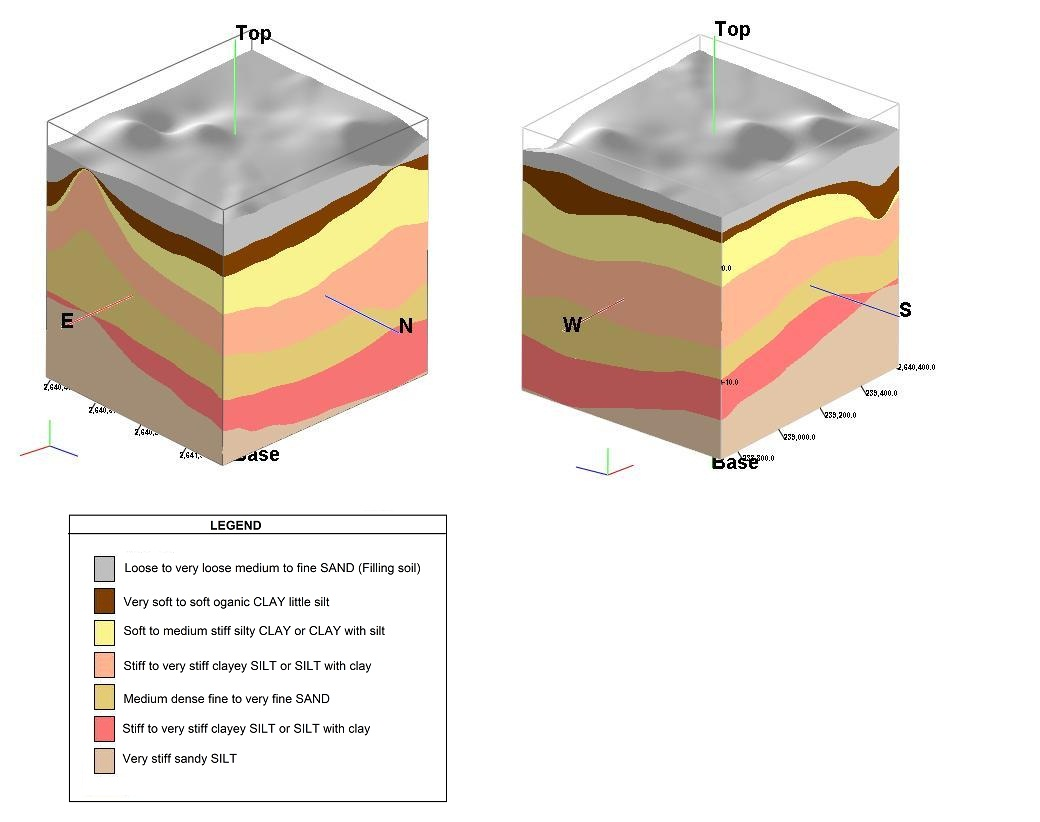 Top
Top
E
N
W
S
0.0
-10.0
2,640,400.0
239,400.0
239,200.0
239,000.0
Base
LEGEND
Loose to very loose medium to fine SAND (Filling soil)
Very soft to soft oganic CLAY little silt
Soft to medium stiff silty CLAY or CLAY with silt
Stiff to very stiff clayey SILT or SILT with clay
Medium dense fine to very fine SAND
Stiff to very stiff clayey SILT or SILT with clay
Very stiff sandy SILT